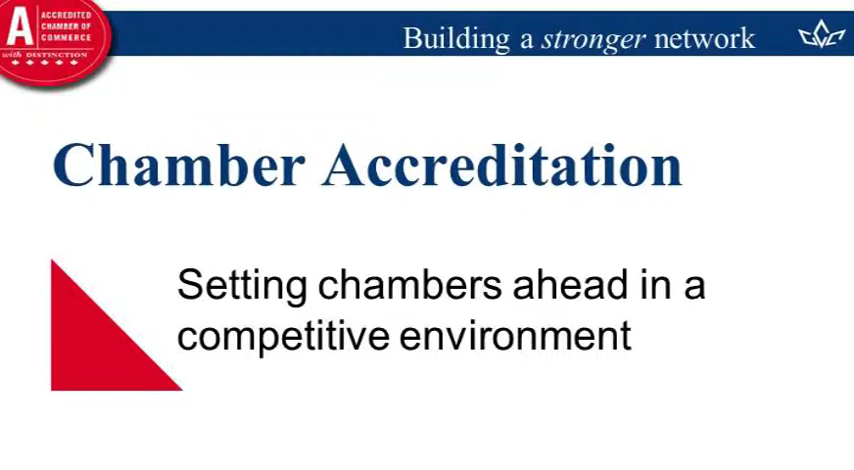 A
ACCREDITED
CHAMBER OF
COMMERCE
with DISTINCTION
Building a stronger network
Chamber Accreditation
Setting chambers ahead in a
competitive environment